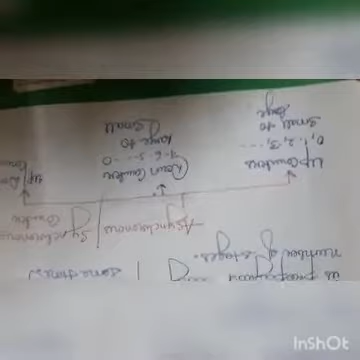 number of stages.
Asynchronous / Synchronous
Counter
Up Counter Down Counter Up/
0, 1, 2, 3, ... 7-6-5 ... 0
Small to large to
large Small
InShOt